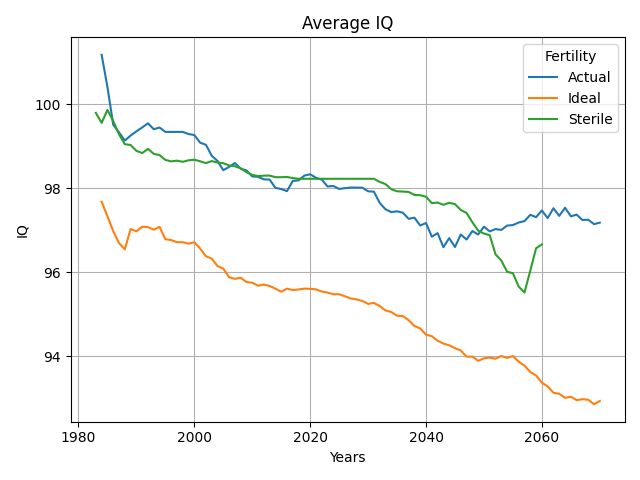 Average IQ
Fertility
Actual
Ideal
Sterile
IQ
100
98
96
94
1980
2000
2020
2040
2060
Years